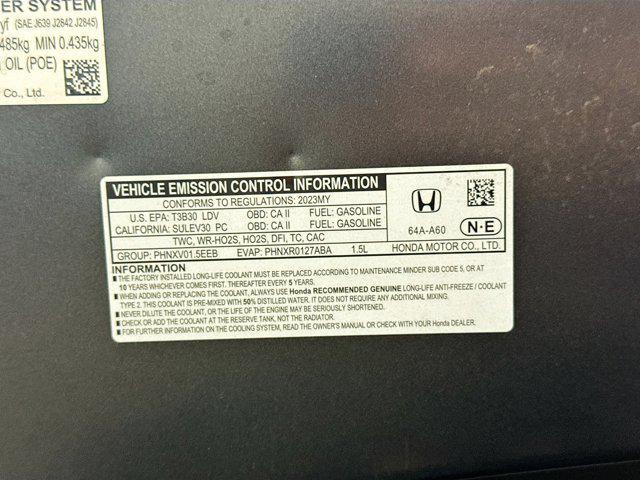 ER SYSTEM
yf (SAE J639 J2842 J2845)
.485kg MIN 0.435kg
OIL (POE)
Co., Ltd.
VEHICLE EMISSION CONTROL INFORMATION
CONFORMS TO REGULATIONS: 2023MY
U.S. EPA: T3B30 LDV OBD: CA II FUEL: GASOLINE
CALIFORNIA: SULEV30 PC OBD: CA II FUEL: GASOLINE
TWC, WR-HO2S, HO2S, DFI, TC, CAC
GROUP: PHNXV01.5EEB EVAP: PHNXR0127ABA 1.5L
64A-A60
N·E
HONDA MOTOR CO., LTD.
INFORMATION
■ THE FACTORY INSTALLED LONG-LIFE COOLANT MUST BE REPLACED ACCORDING TO MAINTENANCE MINDER SUB CODE 5, OR AT
10 YEARS WHICHEVER COMES FIRST. THEREAFTER REPLACE EVERY 5 YEARS.
■ WHEN ADDING OR REPLACING THE COOLANT, ALWAYS USE Honda RECOMMENDED GENUINE LONG-LIFE ANTI-FREEZE / COOLANT
TYPE 2. THIS COOLANT IS PRE-MIXED WITH 50% DISTILLED WATER, AND DOES NOT REQUIRE ANY ADDITIONAL MIXING.
■ NEVER DILUTE THE COOLANT, OR THE LIFE OF THE ENGINE MAY BE SERIOUSLY SHORTENED.
■ CHECK OR ADD AT THE RESERVE TANK, NOT THE RADIATOR.
■ FOR FURTHER INFORMATION ON THE COOLING SYSTEM, READ THE OWNER'S MANUAL OR CHECK WITH YOUR Honda DEALER.